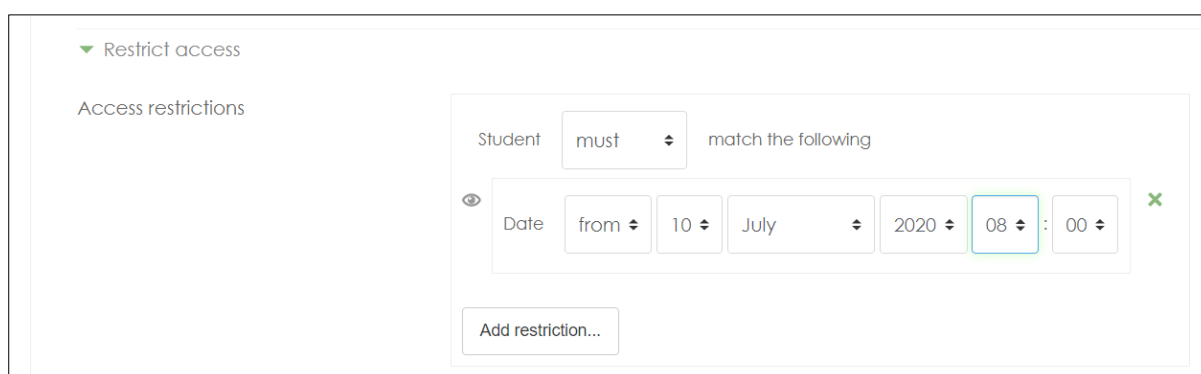 Restrict access
Access restrictions
Student must match the following
Date from 10 July 2020 08 : 00
Add restriction...